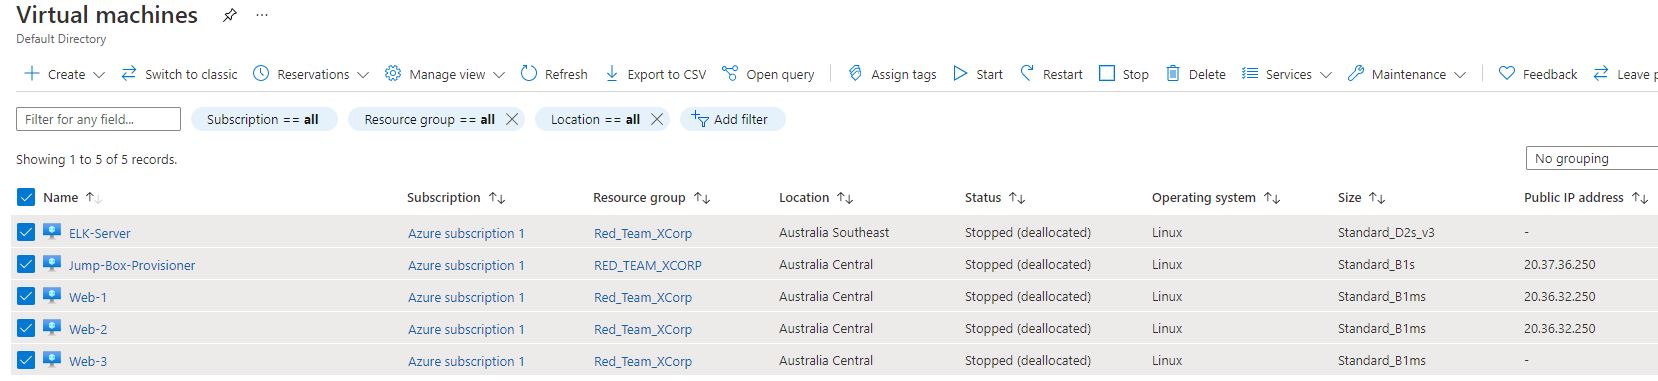 Virtual machines
Default Directory
Create Switch to classic Reservations Manage view Refresh Export to CSV Open query Assign tags Start Restart Stop Delete Services Maintenance Feedback Leave p
Filter for any field... Subscription == all Resource group == all Location == all Add filter
Showing 1 to 5 of 5 records. No grouping
Name Subscription Resource group Location Status Operating system Size Public IP address
ELK-Server Azure subscription 1 Red_Team_XCorp Australia Southeast Stopped (deallocated) Linux Standard_D2s_v3 -
Jump-Box-Provisioner Azure subscription 1 RED_TEAM_XCORP Australia Central Stopped (deallocated) Linux Standard_B1s 20.37.36.250
Web-1 Azure subscription 1 Red_Team_XCorp Australia Central Stopped (deallocated) Linux Standard_B1ms 20.36.32.250
Web-2 Azure subscription 1 Red_Team_XCorp Australia Central Stopped (deallocated) Linux Standard_B1ms 20.36.32.250
Web-3 Azure subscription 1 Red_Team_XCorp Australia Central Stopped (deallocated) Linux Standard_B1ms -